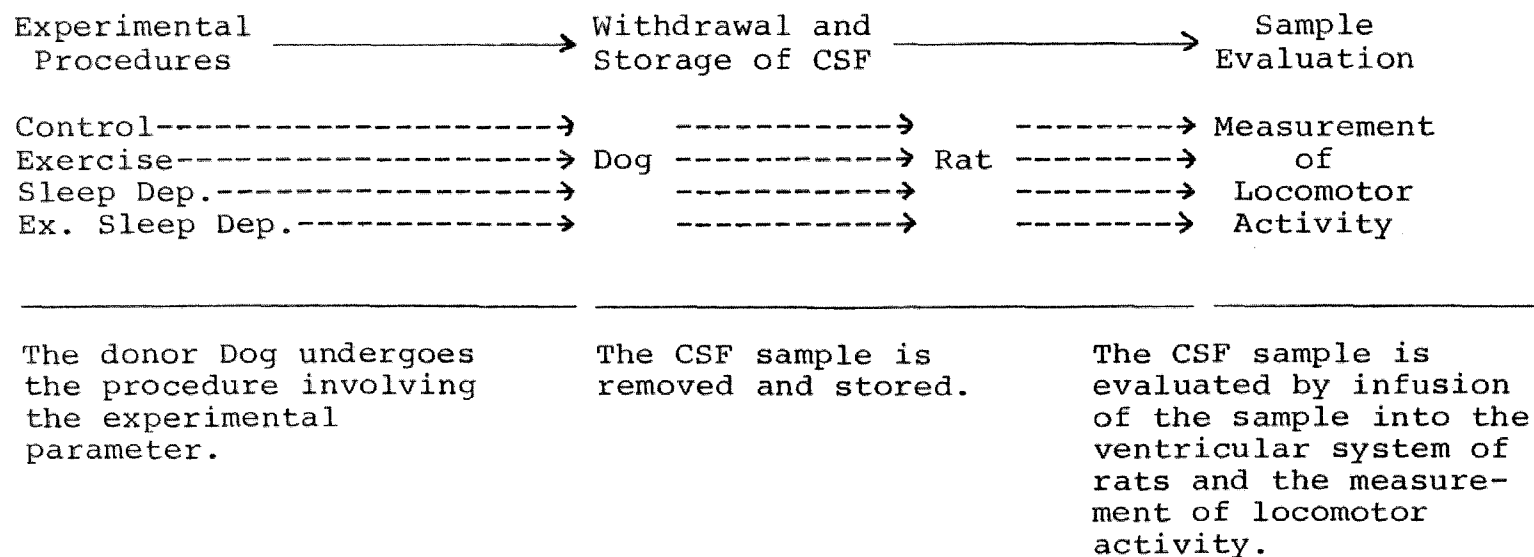 Experimental Procedures
Withdrawal and Storage of CSF
Sample Evaluation
Control
Exercise
Sleep Dep.
Ex. Sleep Dep.
Dog
Rat
Measurement
of
Locomotor
Activity
The donor Dog undergoes
the procedure involving
the experimental
parameter.
The CSF sample is
removed and stored.
The CSF sample is
evaluated by infusion
of the sample into the
ventricular system of
rats and the measure-
ment of locomotor
activity.